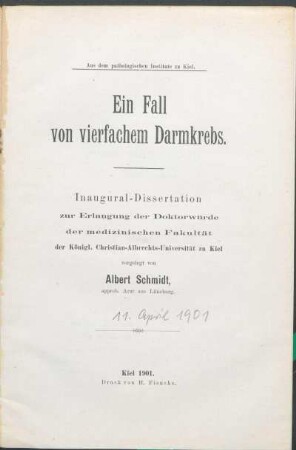 Aus dem pathologischen Institute zu Kiel.
Ein Fall
von vierfachem Darmkrebs.
Inaugural-Dissertation
zur Erlangung der Doktorwürde
der medizinischen Fakultät
der Königl. Christian-Albrechts-Universität zu Kiel
vorgelegt von
Albert Schmidt,
approb. Arzt aus Lüneburg.
11. April 1901
Kiel 1901.
Druck von H. Fiencke.